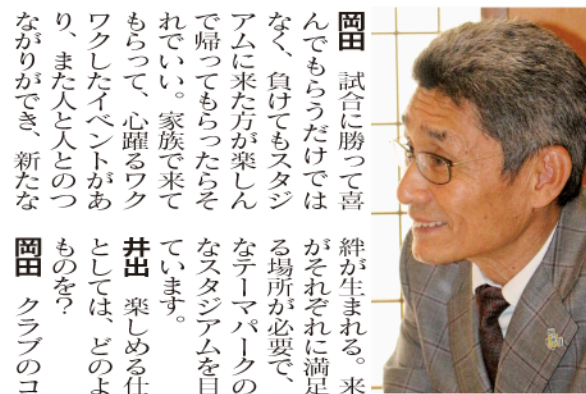 岡田　試合に勝って喜
んでもらうだけでは
なく、負けてもスタジ
アムに来た方が楽しん
で帰ってもらったらそ
れでいい。家族で来て
もらって、心躍るワク
ワクしたイベントがあ
り、また人と人とのつ
ながりができ、新たな
絆が生まれる。来
がそれぞれに満足
る場所が必要で、
なテーマパークの
なスタジアムを目
ています。
井出　楽しめる仕
としては、どのよ
ものを？
岡田　クラブのコ